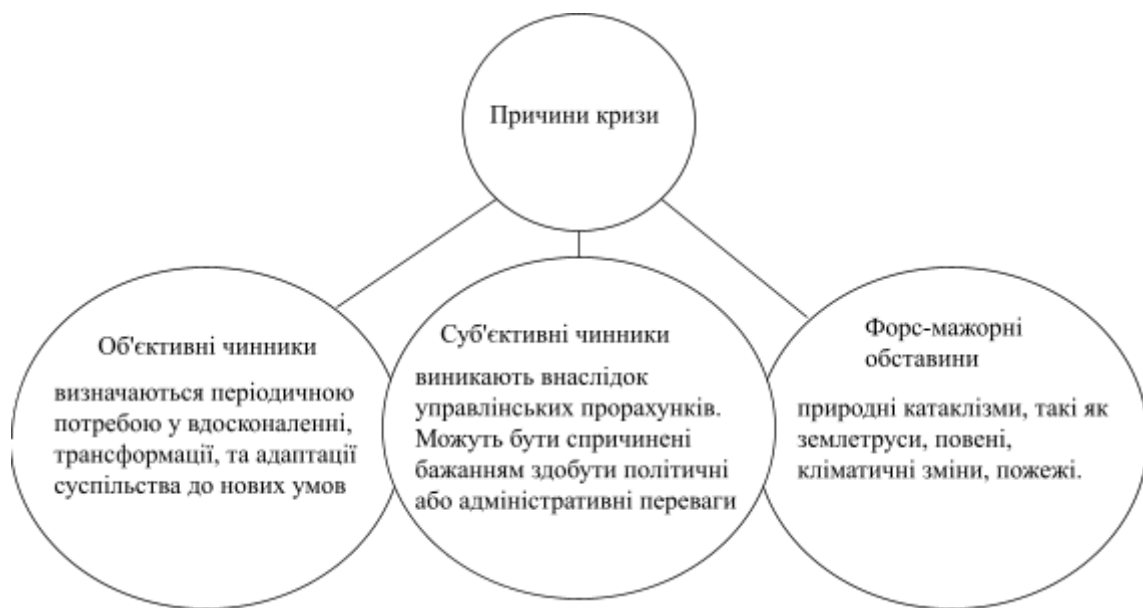 Причини кризи
Об'єктивні чинники
визначаються періодичною
потребою у вдосконаленні,
трансформації, та адаптації
суспільства до нових умов
Суб'єктивні чинники
виникають внаслідок
управлінських прорахунків.
Можуть бути спричинені
бажанням здобути політичні
або адміністративні переваги
Форс-мажорні
обставини
природні катаклізми, такі як
землетруси, повені,
кліматичні зміни, пожежі.